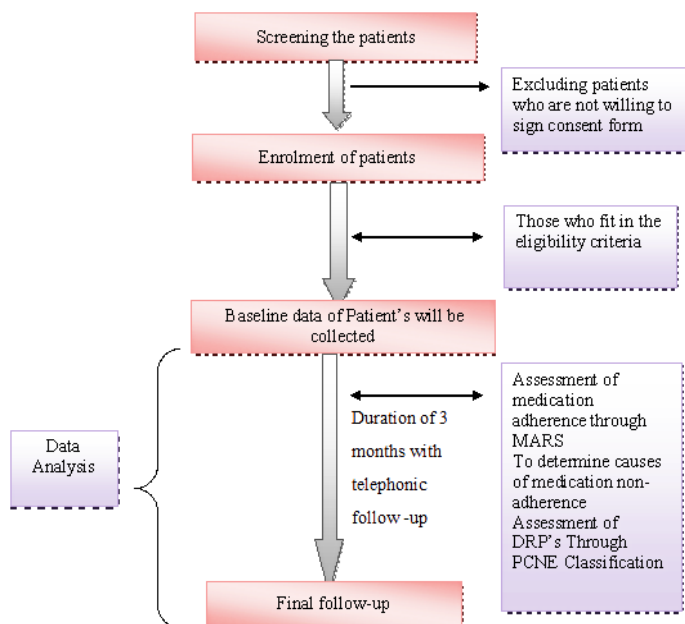 Screening the patients
Excluding patients
who are not willing to
sign consent form
Enrolment of patients
Those who fit in the
eligibility criteria
Baseline data of Patient's will be
collected
Data
Analysis
Duration of 3
months with
telephonic
follow -up
Assessment of
medication
adherence through
MARS
To determine causes
of medication non-
adherence
Assessment of
DRP's Through
PCNE Classification
Final follow-up